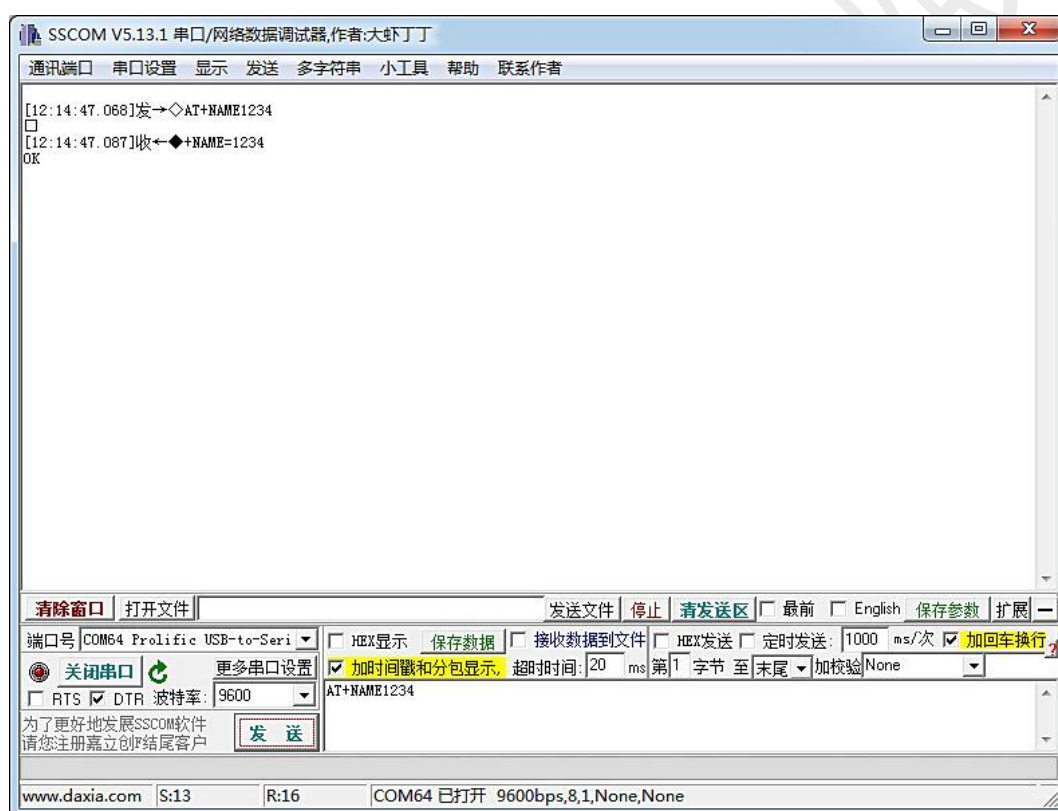 SSCOM V5.13.1 串口/网络数据调试器,作者:大虾丁丁
通讯端口 串口设置 显示 发送 多字符串 小工具 帮助 联系作者
[12:14:47.068]发→◇AT+NAME1234
□
[12:14:47.087]收←◆+NAME=1234
OK
清除窗口 打开文件 发送文件 停止 清发送区 最前 English 保存参数 扩展 —
端口号 COM64 Prolific USB-to-Seri HEX显示 保存数据 接收数据到文件 HEX发送 定时发送: 1000 ms/次 加回车换行 ?
关闭串口 更多串口设置 加时间戳和分包显示, 超时时间: 20 ms 第 1 字节 至 末尾 加校验 None
RTS DTR 波特率: 9600 AT+NAME1234
为了更好地发展SSCOM软件
请您注册嘉立创F结尾客户 发 送
www.daxia.com S:13 R:16 COM64 已打开 9600bps,8,1,None,None